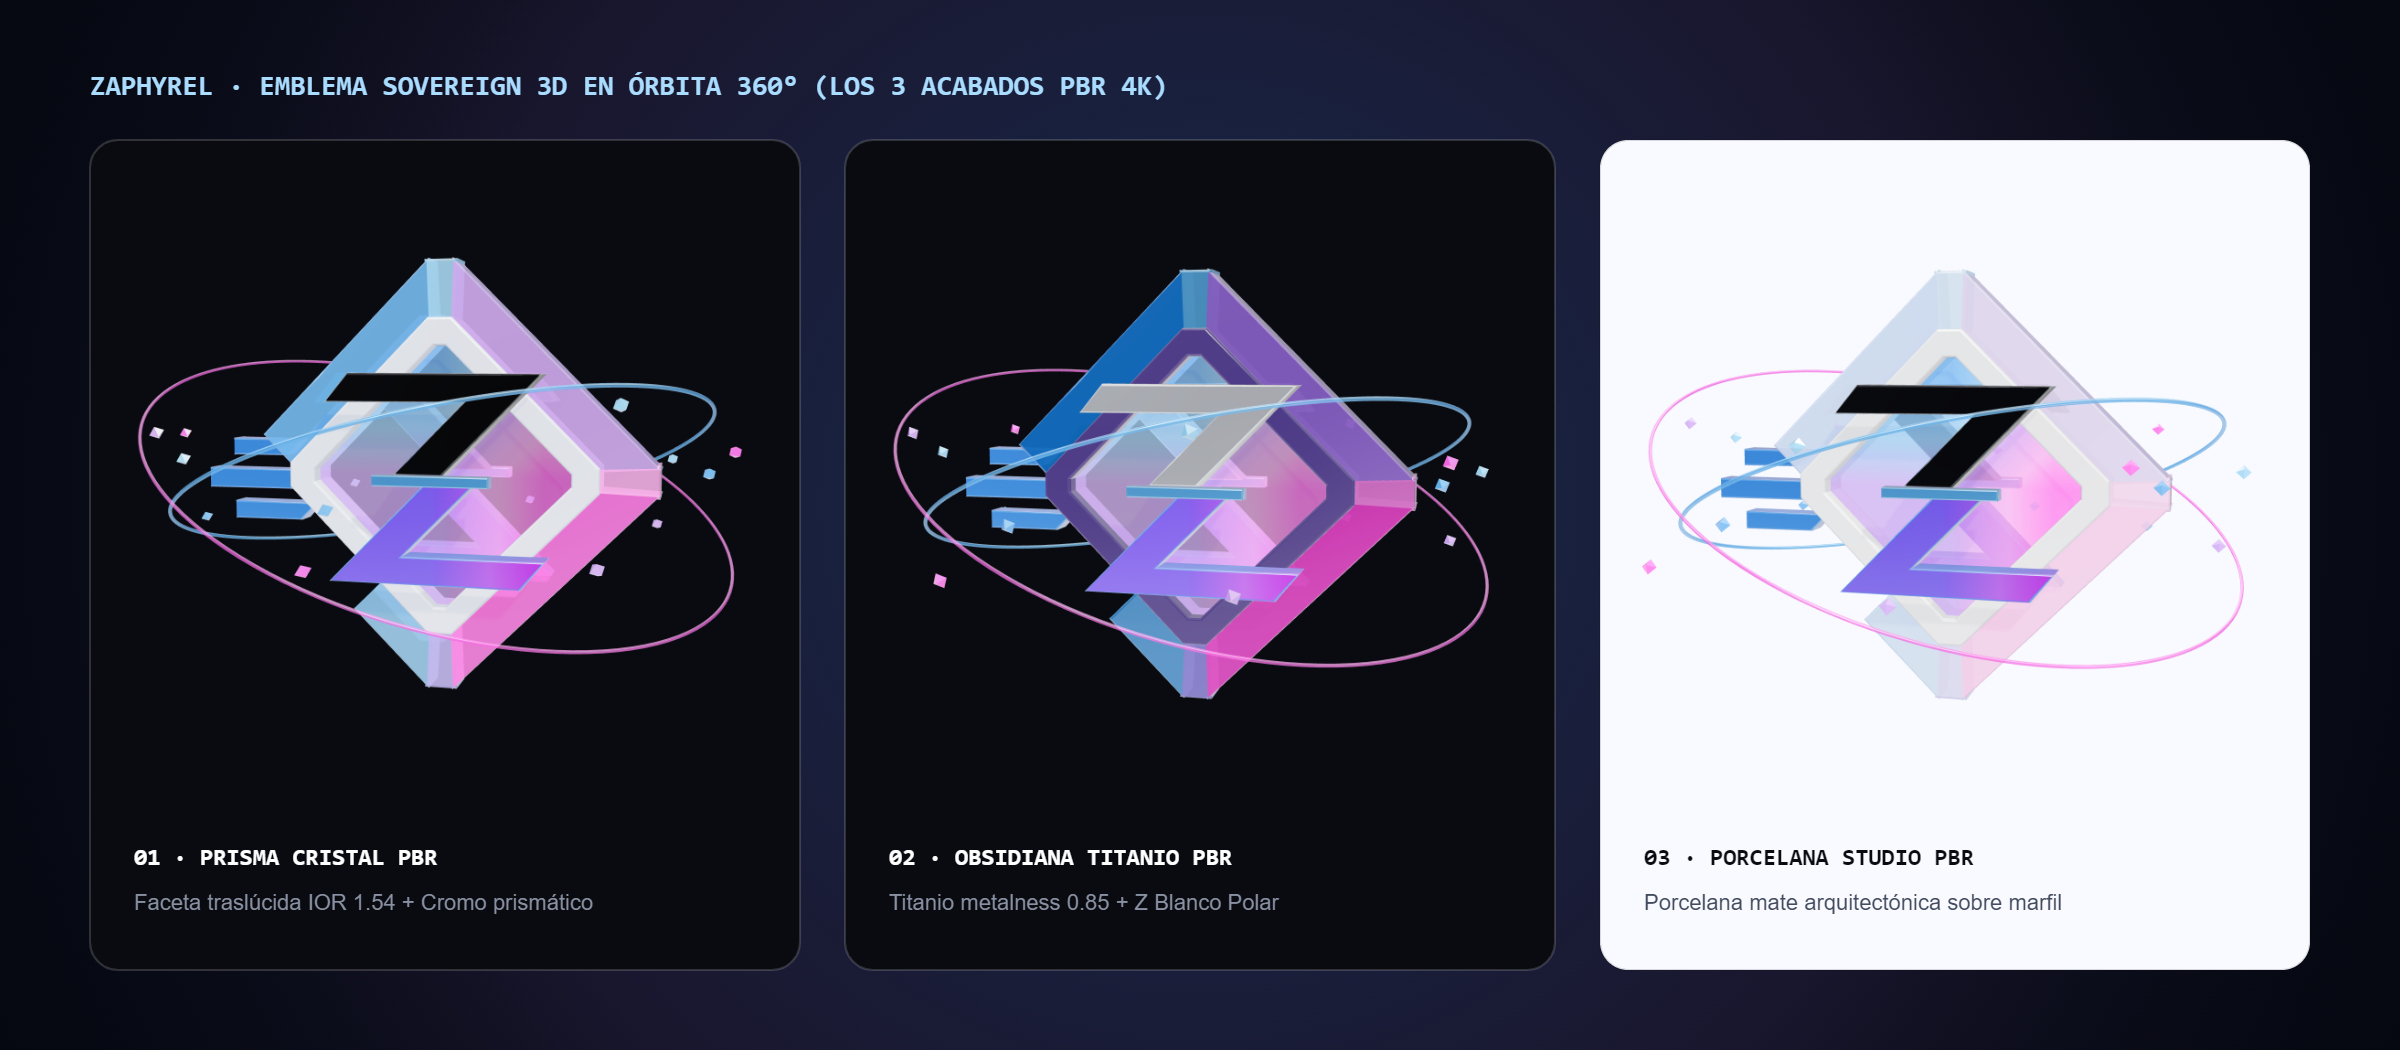 ZAPHYREL · EMBLEMA SOVEREIGN 3D EN ÓRBITA 360° (LOS 3 ACABADOS PBR 4K)
01 · PRISMA CRISTAL PBR
Faceta traslúcida IOR 1.54 + Cromo prismático
02 · OBSIDIANA TITANIO PBR
Titanio metalness 0.85 + Z Blanco Polar
03 · PORCELANA STUDIO PBR
Porcelana mate arquitectónica sobre marfil